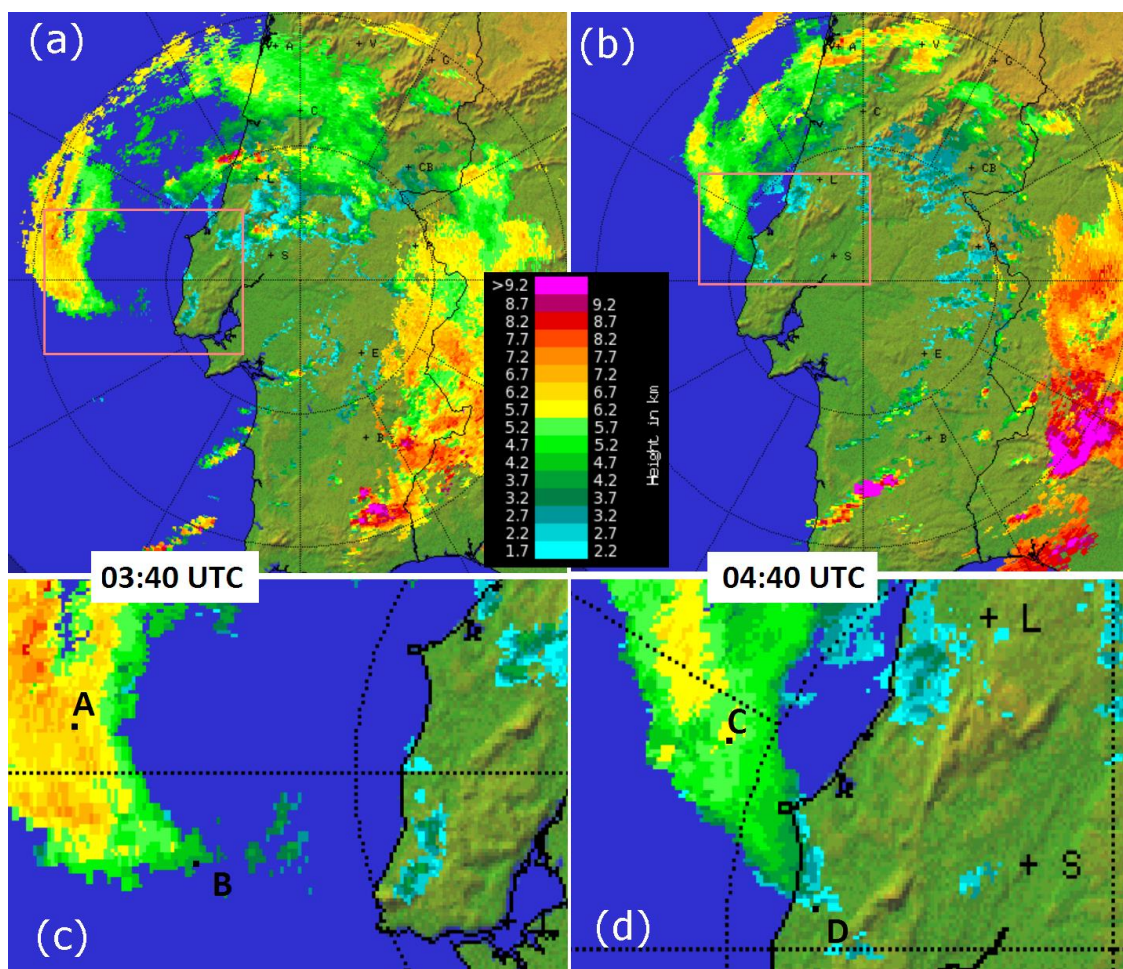 (a)
V A
V
G
C
CB
L
P
S
E
B
(b)
A
V
G
C
L
CB
P
S
E
B
>9.2
8.7 9.2
8.2 8.7
7.7 8.2
7.2 7.7
6.7 7.2
6.2 6.7
5.7 6.2
5.2 5.7
4.7 5.2
4.2 4.7
3.7 4.2
3.2 3.7
2.7 3.2
2.2 2.7
1.7 2.2
Height in km
03:40 UTC
04:40 UTC
A
B
(c)
L
C
S
D
(d)